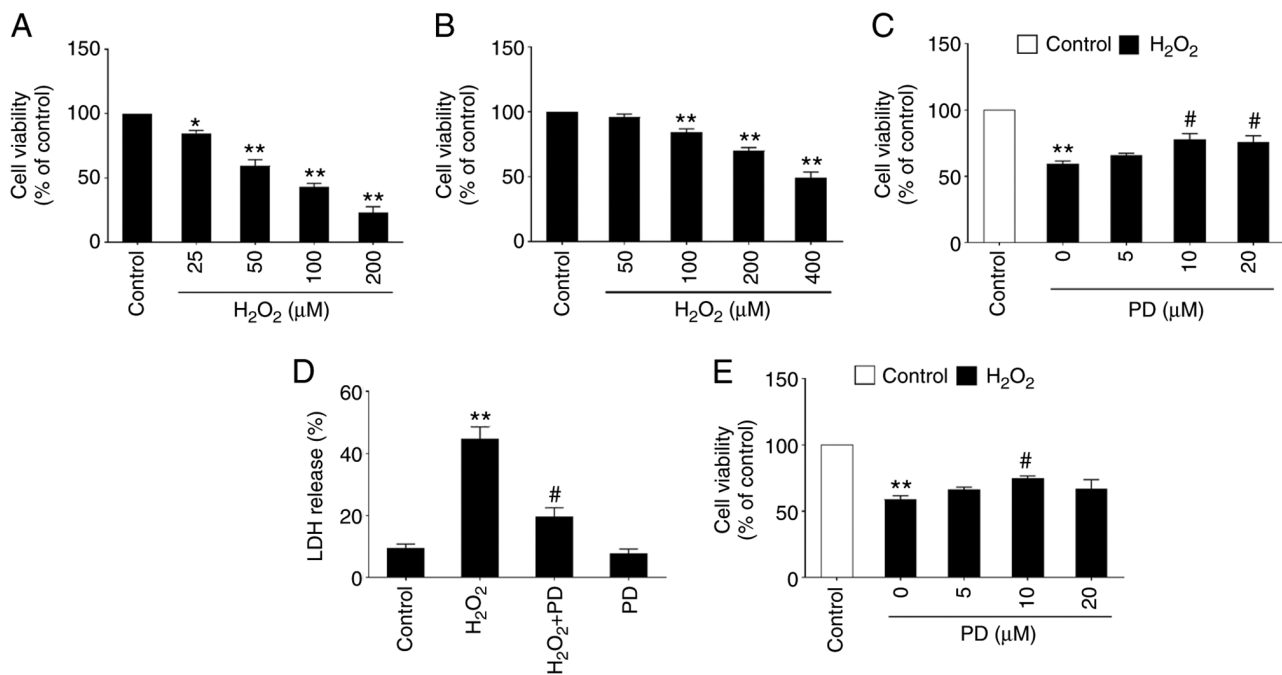 A
150
100
50
0
Cell viability
(% of control)
*
**
**
**
Control
25
50
100
200
H₂O₂ (μM)
B
150
100
50
0
Cell viability
(% of control)
**
**
**
Control
50
100
200
400
H₂O₂ (μM)
C
Control H₂O₂
150
100
50
0
Cell viability
(% of control)
**
#
#
Control
0
5
10
20
PD (μM)
D
60
40
20
0
LDH release (%)
**
#
Control
H₂O₂
H₂O₂+PD
PD
E
Control H₂O₂
150
100
50
0
Cell viability
(% of control)
**
#
Control
0
5
10
20
PD (μM)